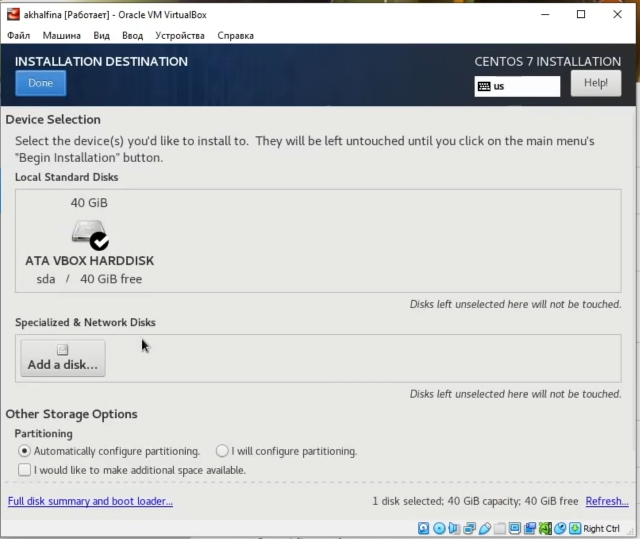 akhalfina [Работает] - Oracle VM VirtualBox
Файл Машина Вид Ввод Устройства Справка
INSTALLATION DESTINATION
CENTOS 7 INSTALLATION
Done
us
Help!
Device Selection
Select the device(s) you'd like to install to. They will be left untouched until you click on the main menu's
"Begin Installation" button.
Local Standard Disks
40 GiB
ATA VBOX HARDDISK
sda / 40 GiB free
Disks left unselected here will not be touched.
Specialized & Network Disks
Add a disk...
Disks left unselected here will not be touched.
Other Storage Options
Partitioning
Automatically configure partitioning. I will configure partitioning.
I would like to make additional space available.
Full disk summary and boot loader...
1 disk selected; 40 GiB capacity; 40 GiB free Refresh...
Right Ctrl